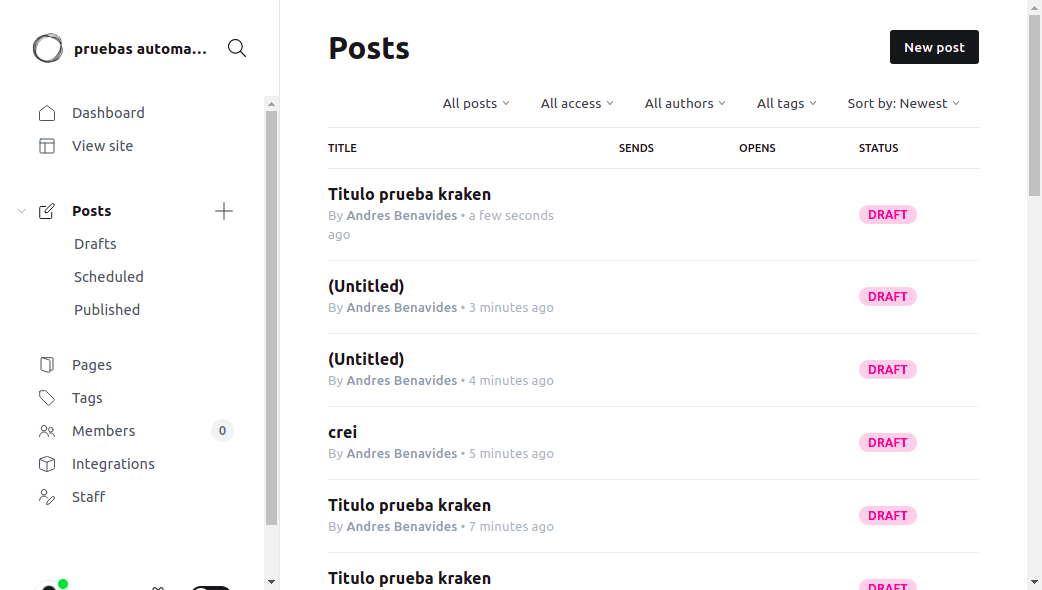 pruebas automa...
Dashboard
View site
Posts
Drafts
Scheduled
Published
Pages
Tags
Members 0
Integrations
Staff
Posts
New post
All posts All access All authors All tags Sort by: Newest
TITLE SENDS OPENS STATUS
Titulo prueba kraken
By Andres Benavides • a few seconds
ago
DRAFT
(Untitled)
By Andres Benavides • 3 minutes ago
DRAFT
(Untitled)
By Andres Benavides • 4 minutes ago
DRAFT
crei
By Andres Benavides • 5 minutes ago
DRAFT
Titulo prueba kraken
By Andres Benavides • 7 minutes ago
DRAFT
Titulo prueba kraken
DRAFT